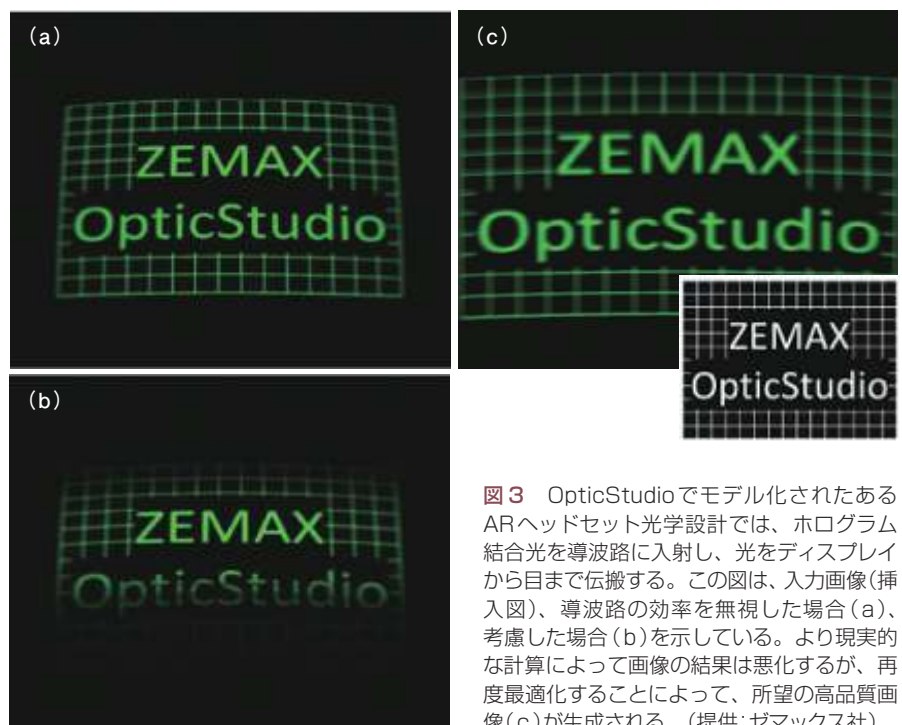 (a)
ZEMAX
OpticStudio
(b)
ZEMAX
OpticStudio
(c)
ZEMAX
OpticStudio
ZEMAX
OpticStudio
図3 OpticStudioでモデル化されたある
ARヘッドセット光学設計では、ホログラム
結合光を導波路に入射し、光をディスプレイ
から目まで伝搬する。この図は、入力画像(挿
入図)、導波路の効率を無視した場合(a)、
考慮した場合(b)を示している。より現実的
な計算によって画像の結果は悪化するが、再
度最適化することによって、所望の高品質画
像(c)が生成される。(提供:ゼマックス社)